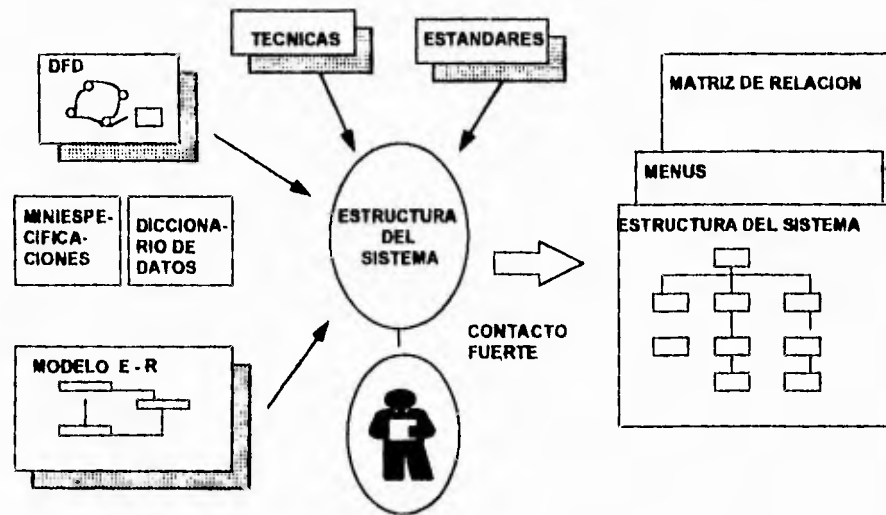 TECNICAS
ESTANDARES
DFD
MATRIZ DE RELACION
MENUS
MINIESPE-
CIFICA-
CIONES
DICCIONA-
RIO DE
DATOS
ESTRUCTURA
DEL
SISTEMA
ESTRUCTURA DEL SISTEMA
CONTACTO
FUERTE
MODELO E - R